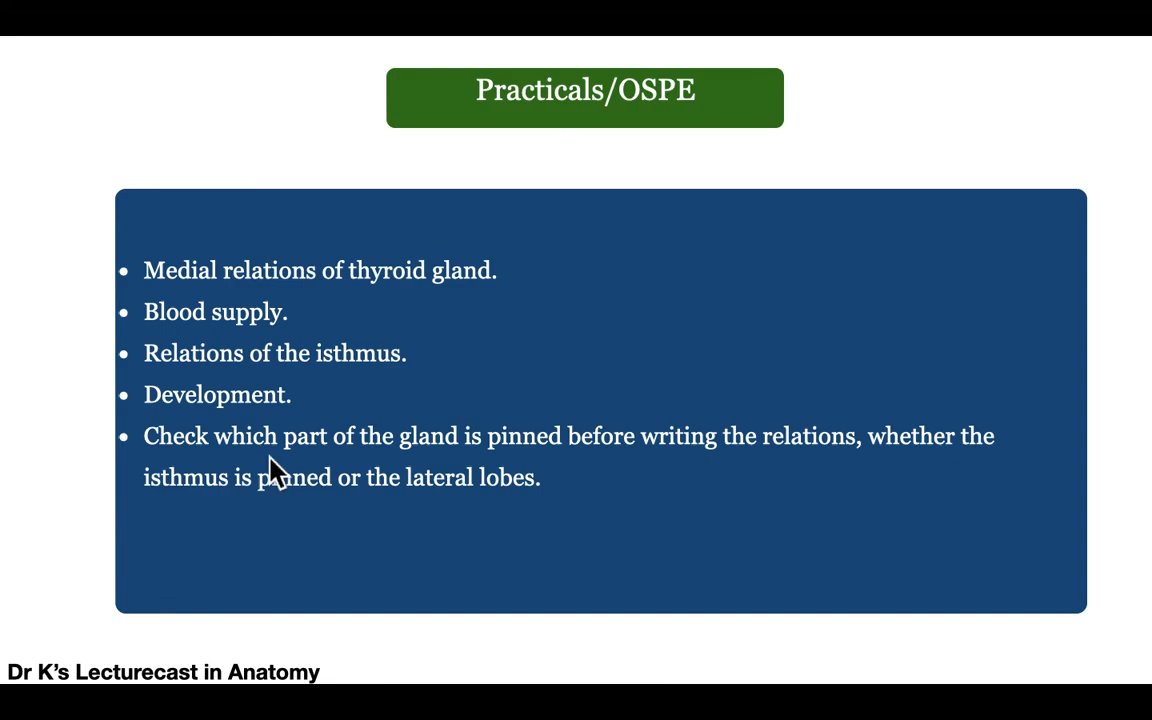 Practicals/OSPE
• Medial relations of thyroid gland.
• Blood supply.
• Relations of the isthmus.
• Development.
• Check which part of the gland is pinned before writing the relations, whether the
isthmus is pinned or the lateral lobes.
Dr K’s Lecturecast in Anatomy